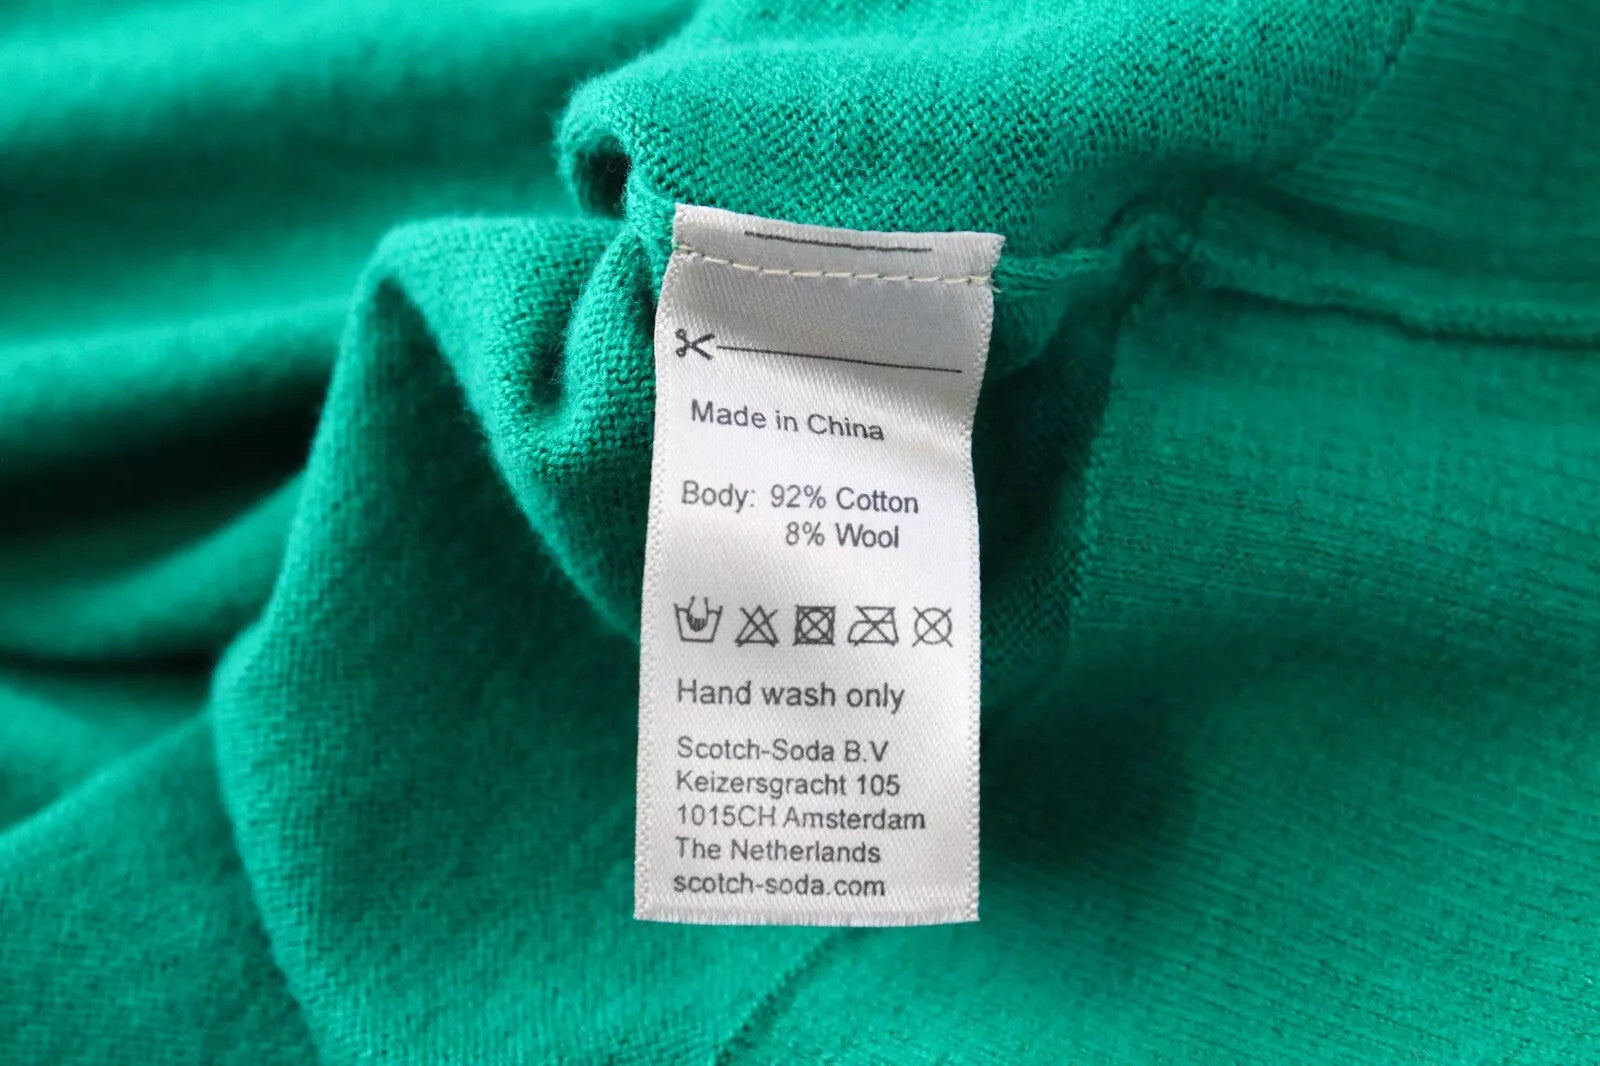 Made in China
Body: 92% Cotton
8% Wool
Hand wash only
Scotch-Soda B.V
Keizersgracht 105
1015CH Amsterdam
The Netherlands
scotch-soda.com